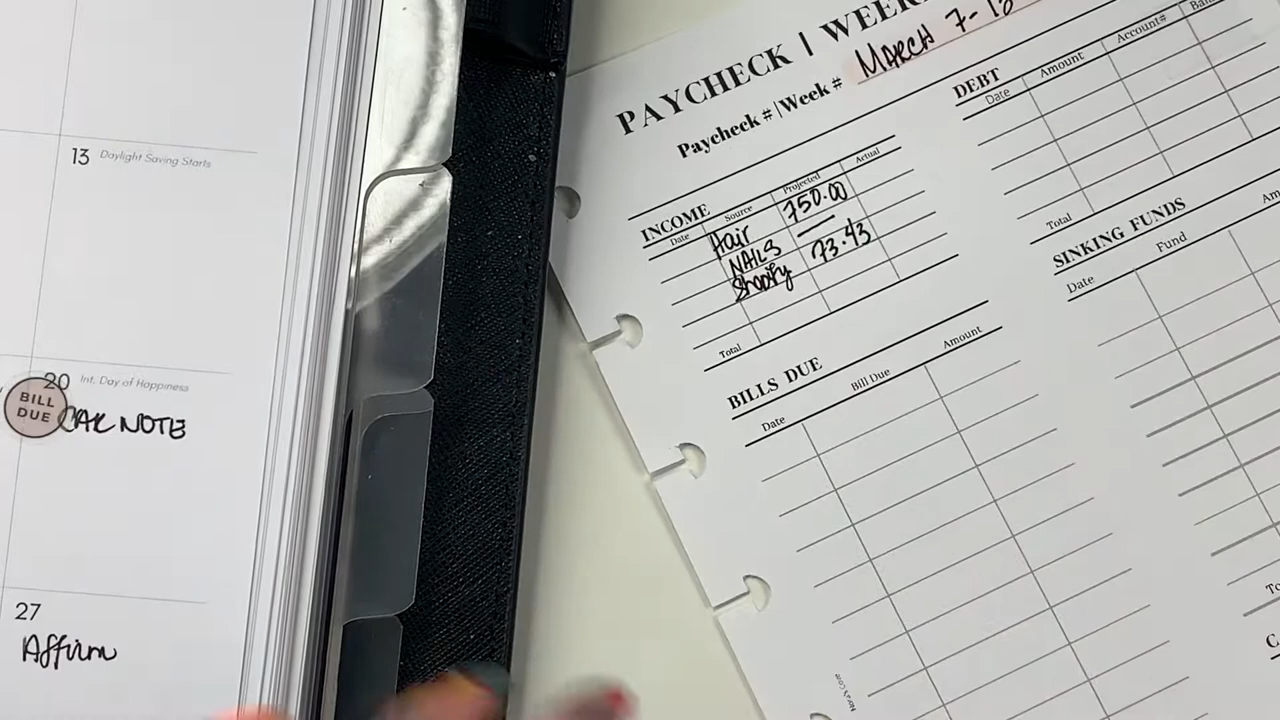 13 Daylight Saving Starts
20 Int. Day of Happiness
BILL
DUE
CAR NOTE
27
Affirm
PAYCHECK | WEEK
Paycheck #|Week # MARCH 7-13
INCOME
Date Source Projected Actual
Hair 750.00
NAILS —
Shopify 73.43
Total
BILLS DUE
Date Bill Due Amount
DEBT
Date Amount Account#
Total
SINKING FUNDS
Date Fund